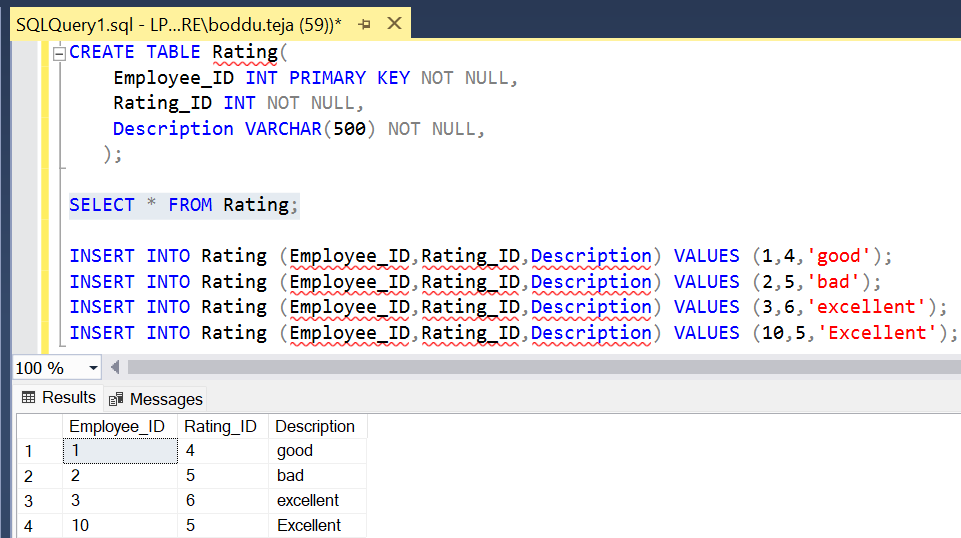 SQLQuery1.sql - LP...RE\boddu.teja (59))*
CREATE TABLE Rating(
Employee_ID INT PRIMARY KEY NOT NULL,
Rating_ID INT NOT NULL,
Description VARCHAR(500) NOT NULL,
);
SELECT * FROM Rating;
INSERT INTO Rating (Employee_ID,Rating_ID,Description) VALUES (1,4,'good');
INSERT INTO Rating (Employee_ID,Rating_ID,Description) VALUES (2,5,'bad');
INSERT INTO Rating (Employee_ID,Rating_ID,Description) VALUES (3,6,'excellent');
INSERT INTO Rating (Employee_ID,Rating_ID,Description) VALUES (10,5,'Excellent');
100 %
Results Messages
Employee_ID Rating_ID Description
1 1 4 good
2 2 5 bad
3 3 6 excellent
4 10 5 Excellent